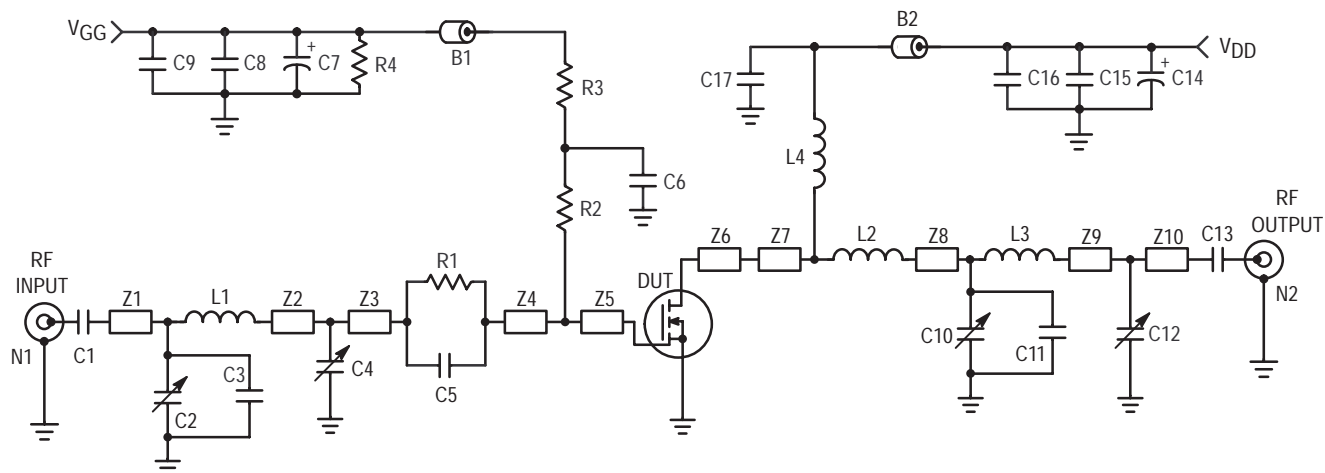 VGG
C9
C8
+
C7
R4
B1
R3
C6
R2
B2
VDD
C17
C16
C15
+
C14
L4
RF
INPUT
N1
C1
Z1
L1
Z2
Z3
R1
Z4
Z5
C2
C3
C4
C5
DUT
Z6
Z7
L2
Z8
L3
Z9
Z10
C13
RF
OUTPUT
N2
C10
C11
C12